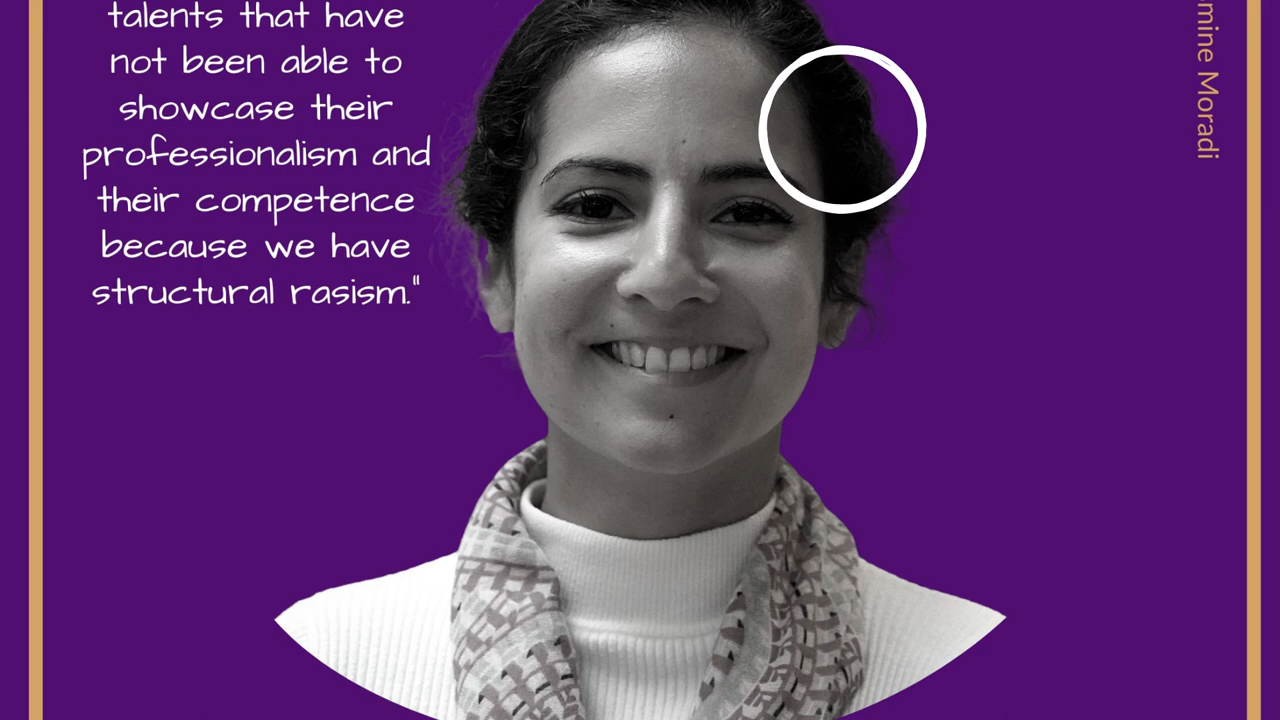 talents that have
not been able to
showcase their
professionalism and
their competence
because we have
structural rasism."
Moradi